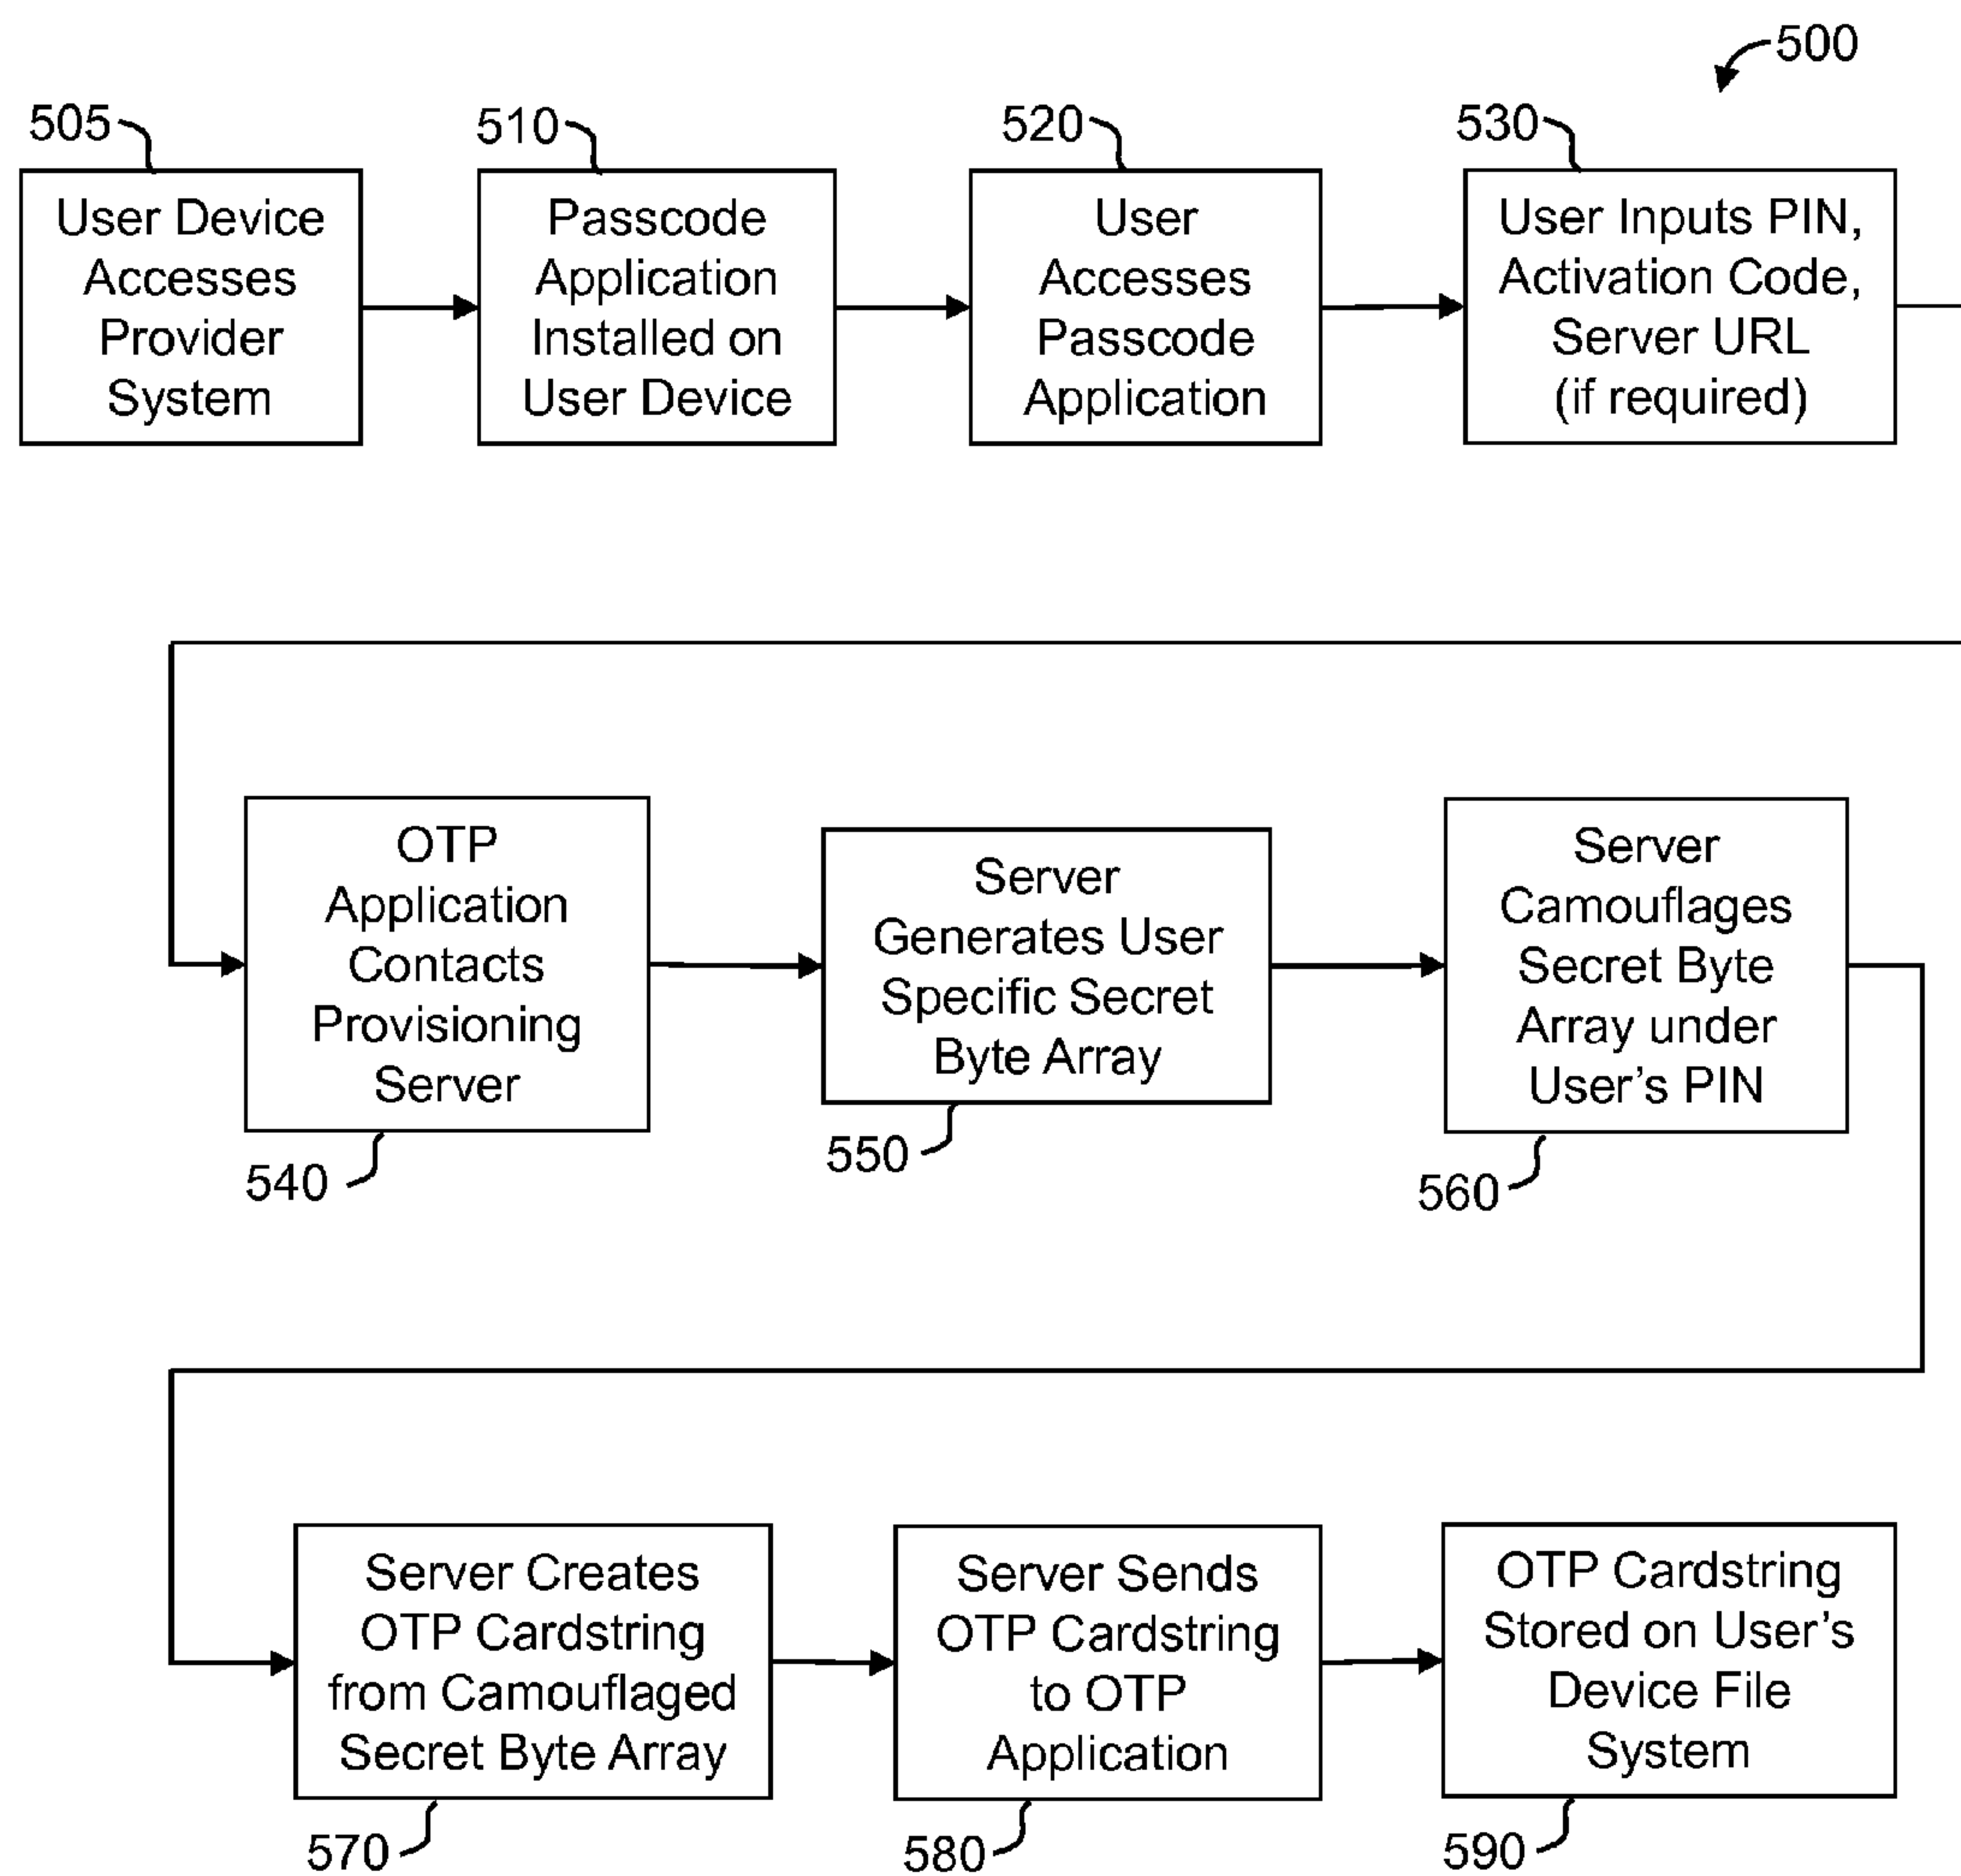 500
505
510
520
530
User Device
Accesses
Provider
System
Passcode
Application
Installed on
User Device
User
Accesses
Passcode
Application
User Inputs PIN,
Activation Code,
Server URL
(if required)
OTP
Application
Contacts
Provisioning
Server
540
Server
Generates User
Specific Secret
Byte Array
550
Server
Camouflages
Secret Byte
Array under
User’s PIN
560
Server Creates
OTP Cardstring
from Camouflaged
Secret Byte Array
570
Server Sends
OTP Cardstring
to OTP
Application
580
OTP Cardstring
Stored on User’s
Device File
System
590